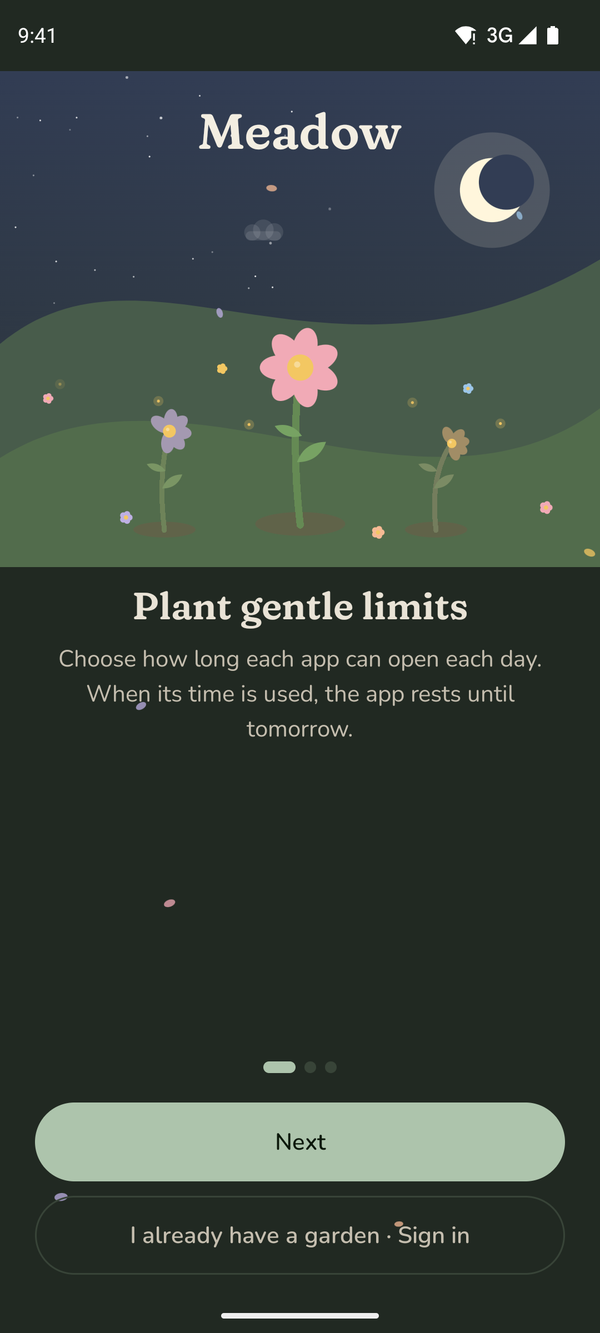 9:41
3G
Meadow
Plant gentle limits
Choose how long each app can open each day.
When its time is used, the app rests until
tomorrow.
Next
I already have a garden · Sign in